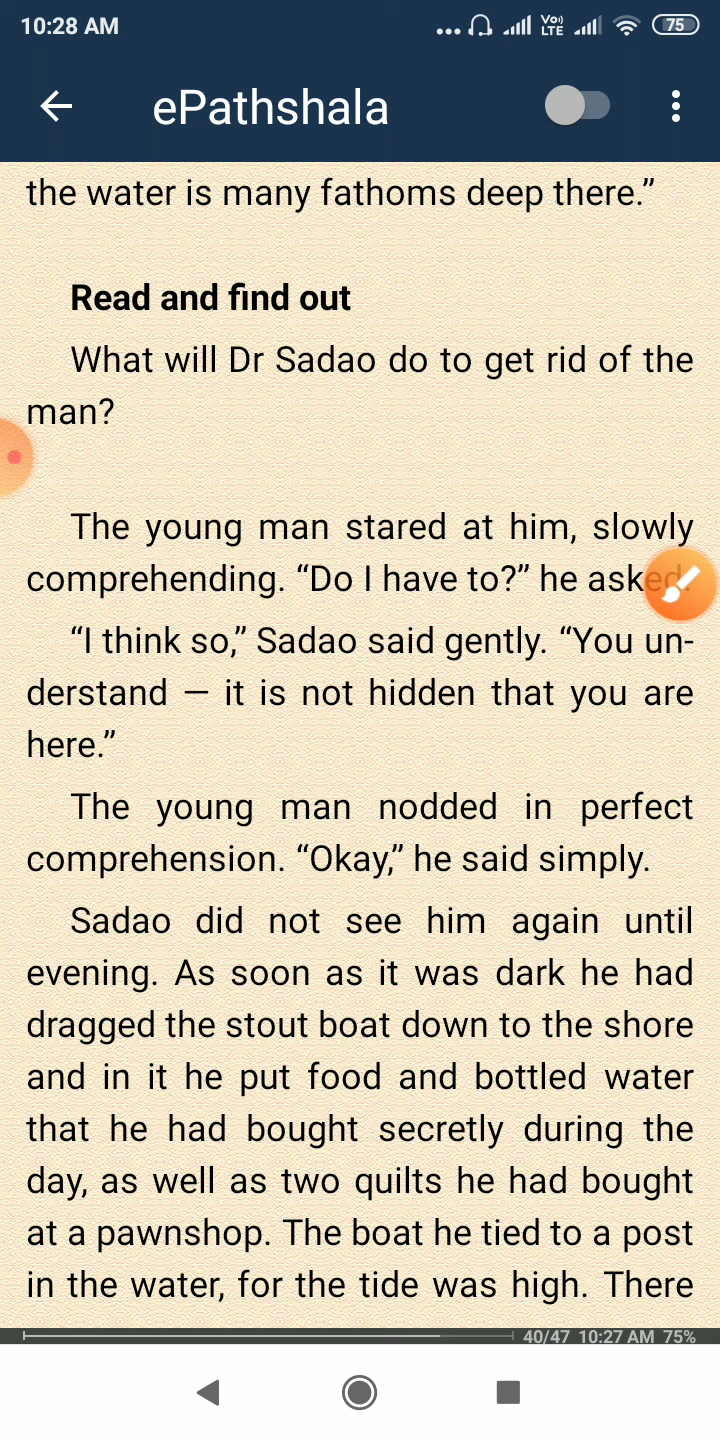 10:28 AM
Vo)) LTE
75
ePathshala
the water is many fathoms deep there.”
Read and find out
What will Dr Sadao do to get rid of the
man?
The young man stared at him, slowly
comprehending. “Do I have to?” he asked.
“I think so,” Sadao said gently. “You un-
derstand — it is not hidden that you are
here.”
The young man nodded in perfect
comprehension. “Okay,” he said simply.
Sadao did not see him again until
evening. As soon as it was dark he had
dragged the stout boat down to the shore
and in it he put food and bottled water
that he had bought secretly during the
day, as well as two quilts he had bought
at a pawnshop. The boat he tied to a post
in the water, for the tide was high. There
40/47 10:27 AM 75%